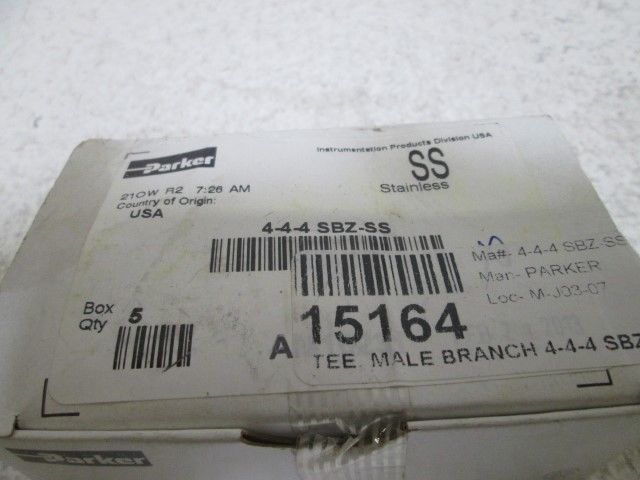 Parker
Instrumentation Products Division USA
SS
Stainless
21OW R2 7:26 AM
Country of Origin:
USA
4-4-4 SBZ-SS
Ma#- 4-4-4 SBZ-SS
Man- PARKER
Loc- M-J03-07
Box
Qty
5
A 15164
TEE, MALE BRANCH 4-4-4 SBZ
Parker